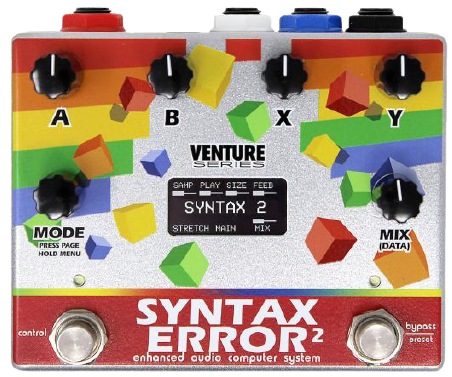 A B X Y
VENTURE
SERIES
SAMP PLAY SIZE FEED
SYNTAX 2
STRETCH MAIN MIX
MODE
PRESS PAGE
HOLD MENU
MIX
(DATA)
SYNTAX
ERROR²
control
bypass
preset
enhanced audio computer system